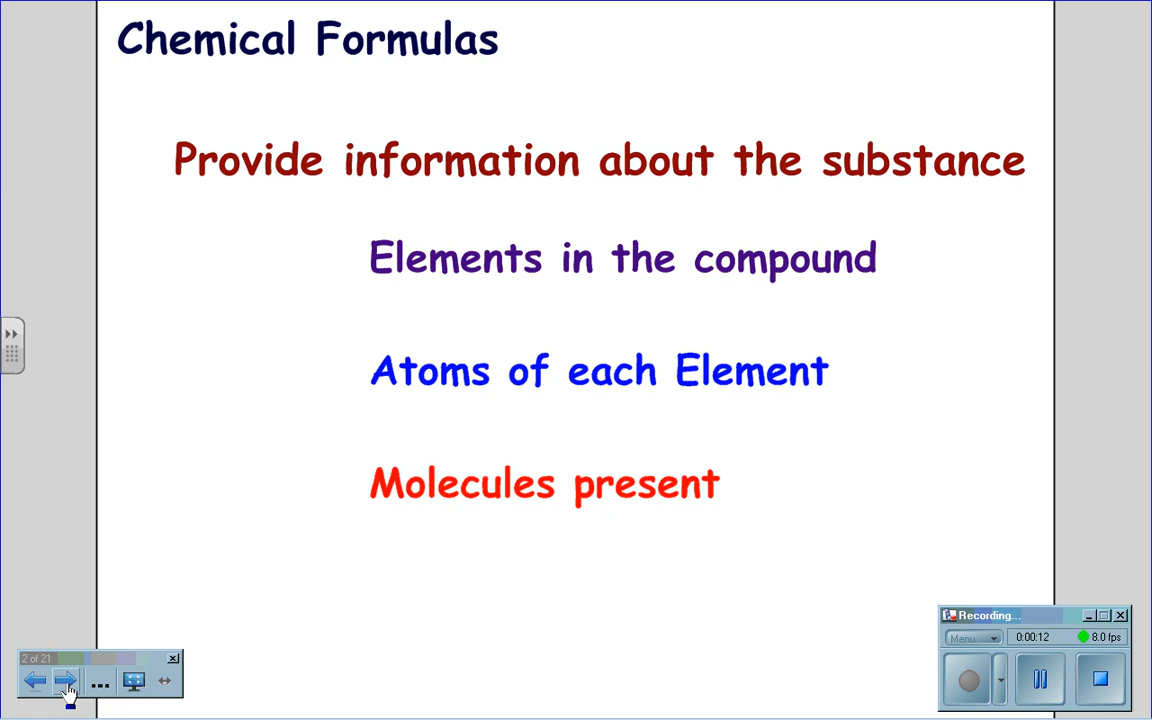 Chemical Formulas
Provide information about the substance
Elements in the compound
Atoms of each Element
Molecules present
2 of 21
...
Recording...
Menu
0:00:12
8.0 fps